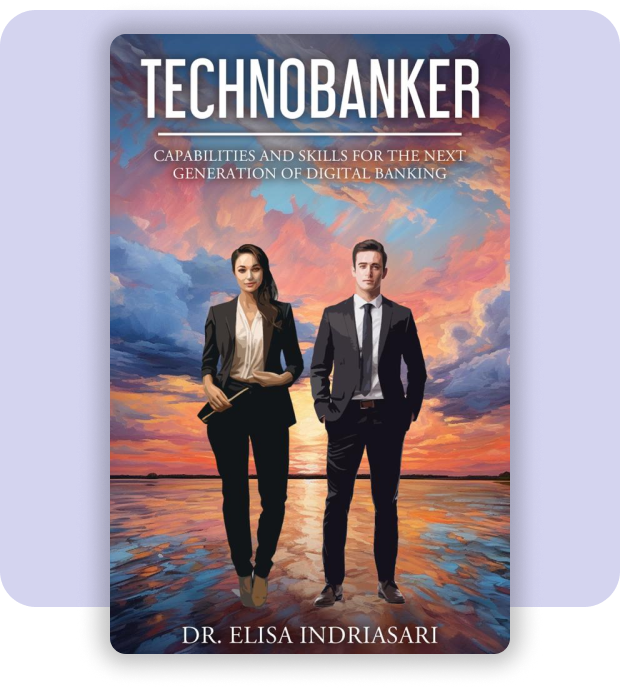 TECHNOBANKER
CAPABILITIES AND SKILLS FOR THE NEXT
GENERATION OF DIGITAL BANKING
DR. ELISA INDRIASARI